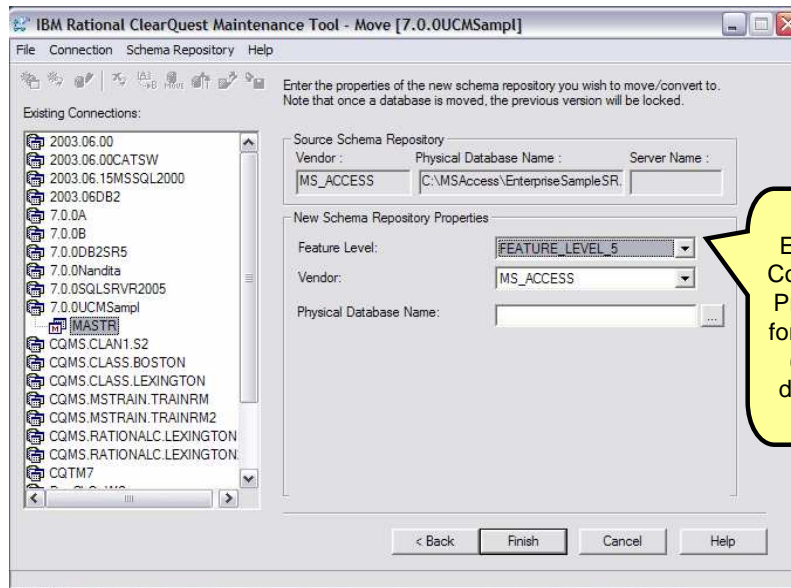 IBM Rational ClearQuest Maintenance Tool - Move [7.0.0UCMSampl]
File Connection Schema Repository Help
Enter the properties of the new schema repository you wish to move/convert to.
Note that once a database is moved, the previous version will be locked.
Existing Connections:
2003.06.00
2003.06.00CATSW
2003.06.15MSSQL2000
2003.06DB2
7.0.0A
7.0.0B
7.0.0DB2SR5
7.0.0Nandita
7.0.0SQLSRVR2005
7.0.0UCMSampl
MASTR
CQMS.CLAN1.S2
CQMS.CLASS.BOSTON
CQMS.CLASS.LEXINGTON
CQMS.MSTRAIN.TRAINRM
CQMS.MSTRAIN.TRAINRM2
CQMS.RATIONALC.LEXINGTON
CQMS.RATIONALC.LEXINGTON
CQTM7
Source Schema Repository
Vendor : Physical Database Name : Server Name :
MS_ACCESS C:\MSAccess\EnterpriseSampleSR.
New Schema Repository Properties
Feature Level: FEATURE_LEVEL_5
Vendor: MS_ACCESS
Physical Database Name: ...
< Back Finish Cancel Help